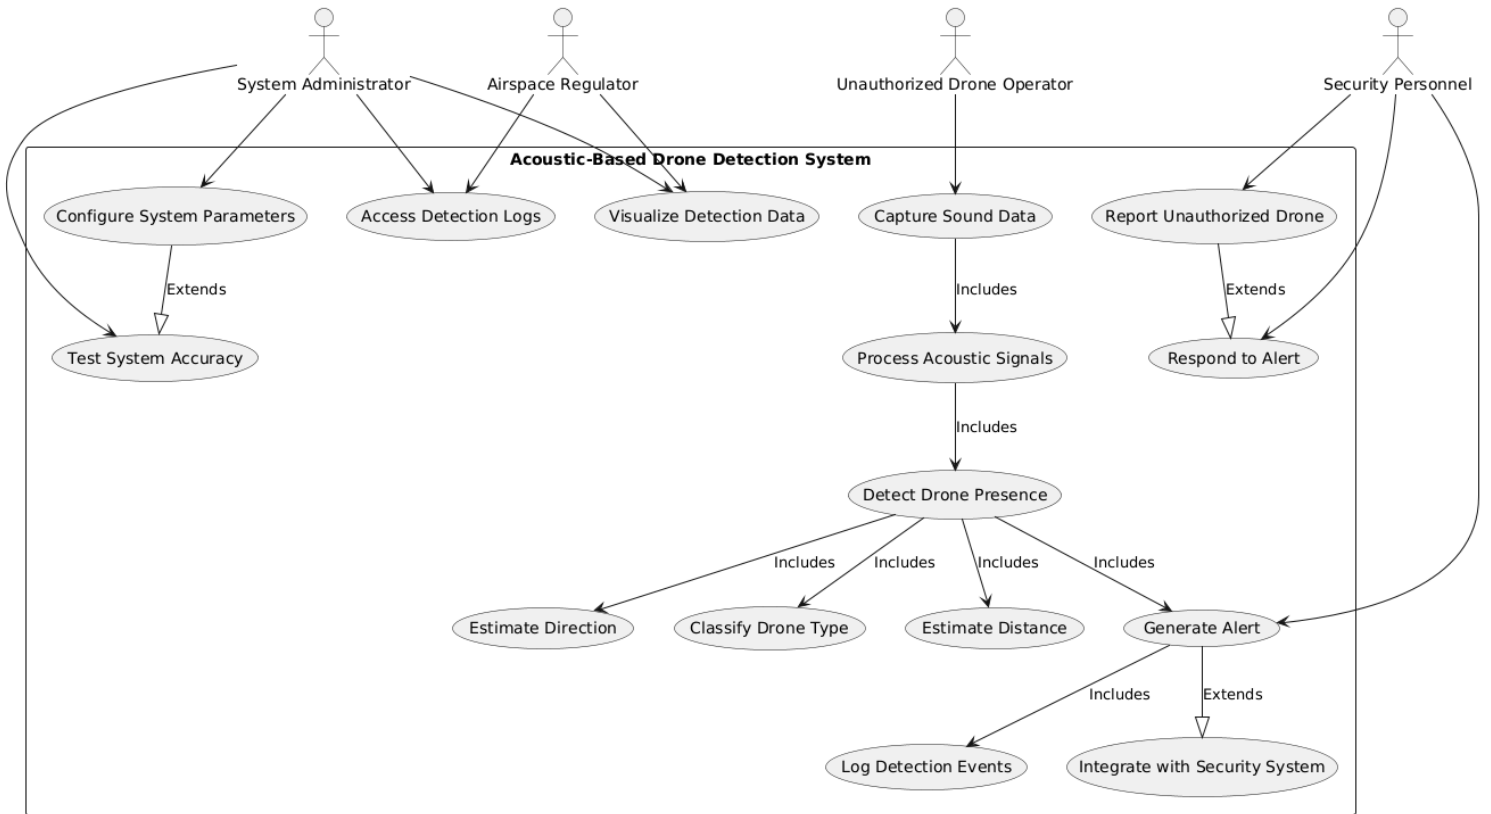 System Administrator
Airspace Regulator
Unauthorized Drone Operator
Security Personnel
Acoustic-Based Drone Detection System
Configure System Parameters
Access Detection Logs
Visualize Detection Data
Capture Sound Data
Report Unauthorized Drone
Extends
Includes
Extends
Test System Accuracy
Process Acoustic Signals
Respond to Alert
Includes
Detect Drone Presence
Includes
Includes
Includes
Includes
Estimate Direction
Classify Drone Type
Estimate Distance
Generate Alert
Includes
Extends
Log Detection Events
Integrate with Security System